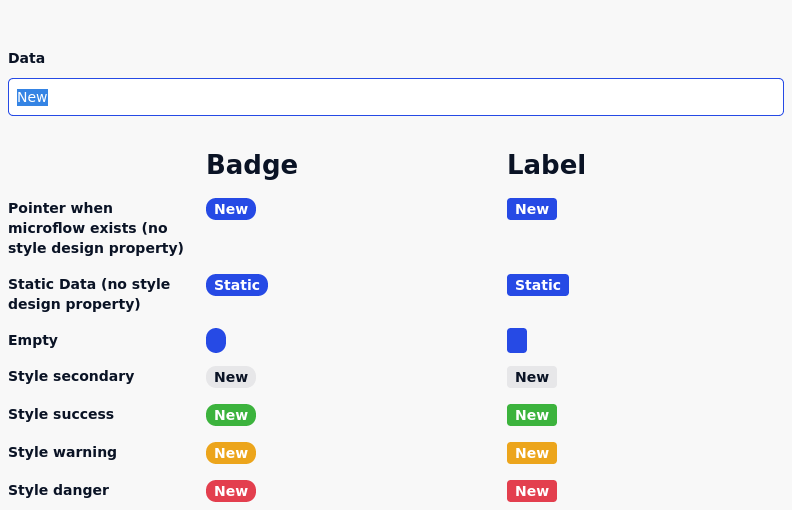 Data
New
Badge Label
Pointer when
microflow exists (no
style design property)
New New
Static Data (no style
design property)
Static Static
Empty
Style secondary New New
Style success New New
Style warning New New
Style danger New New